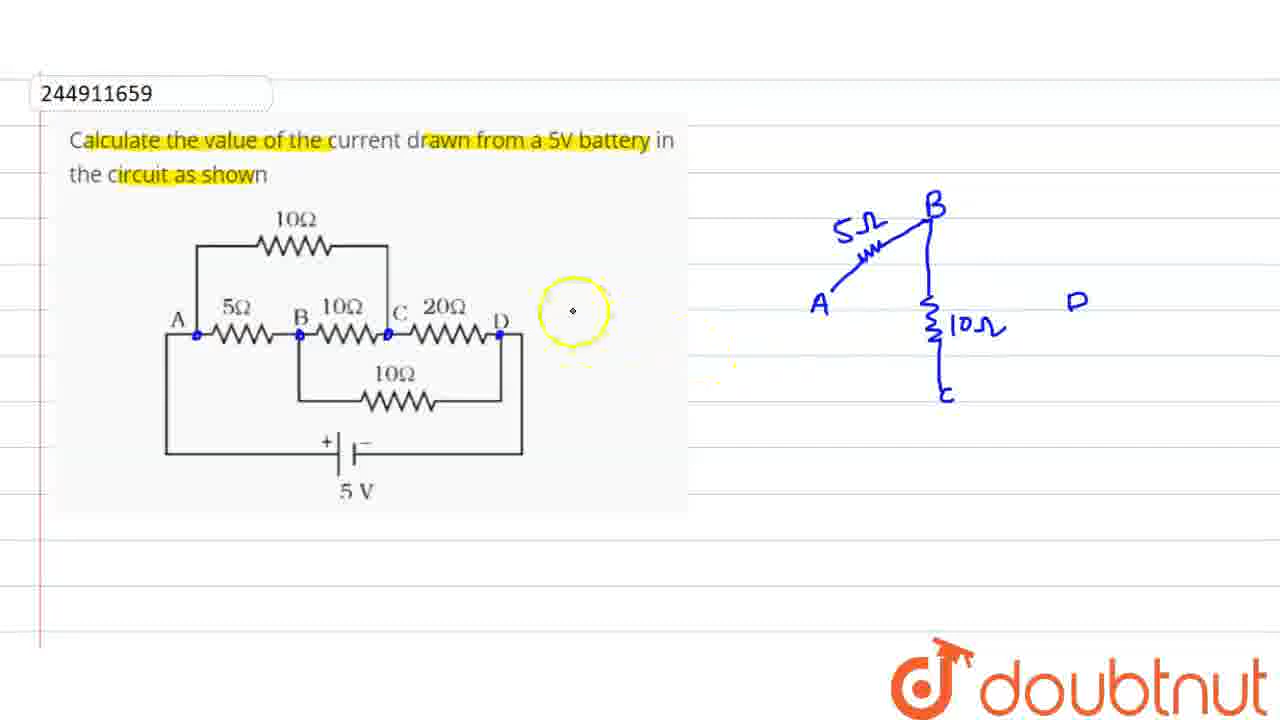 244911659
Calculate the value of the current drawn from a 5V battery in
the circuit as shown
10Ω
5Ω
10Ω
20Ω
A
B
C
D
10Ω
+
−
5 V
B
5Ω
A
D
10Ω
C
doubtnut